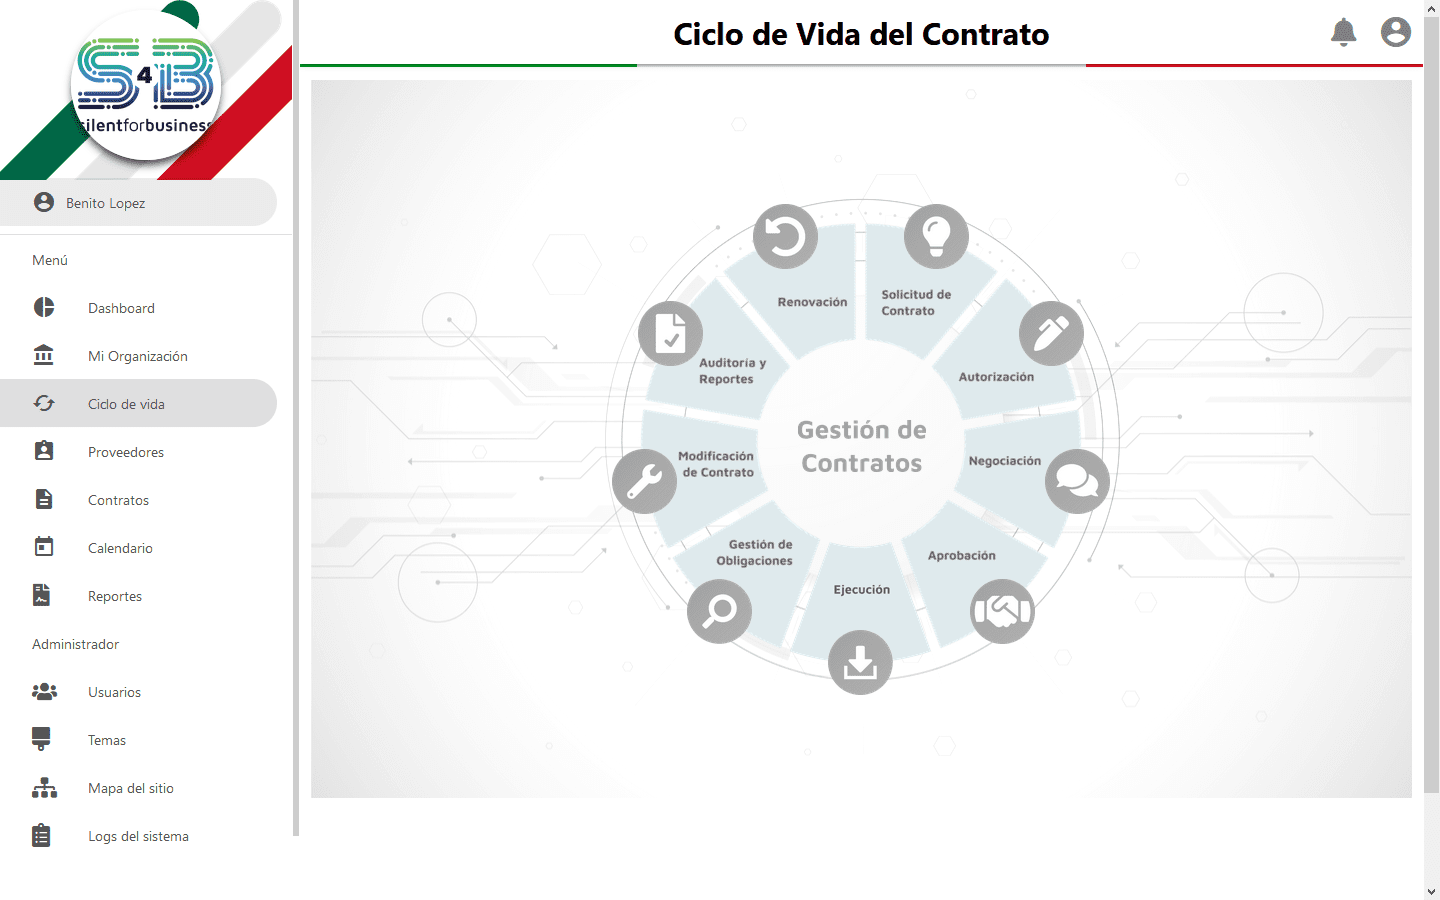 Ciclo de Vida del Contrato
S4B
silentforbusiness
Benito Lopez
Menú
Dashboard
Mi Organización
Ciclo de vida
Proveedores
Contratos
Calendario
Reportes
Administrador
Usuarios
Temas
Mapa del sitio
Logs del sistema
Gestión de
Contratos
Solicitud de
Contrato
Autorización
Negociación
Aprobación
Ejecución
Gestión de
Obligaciones
Modificación
de Contrato
Auditoría y
Reportes
Renovación